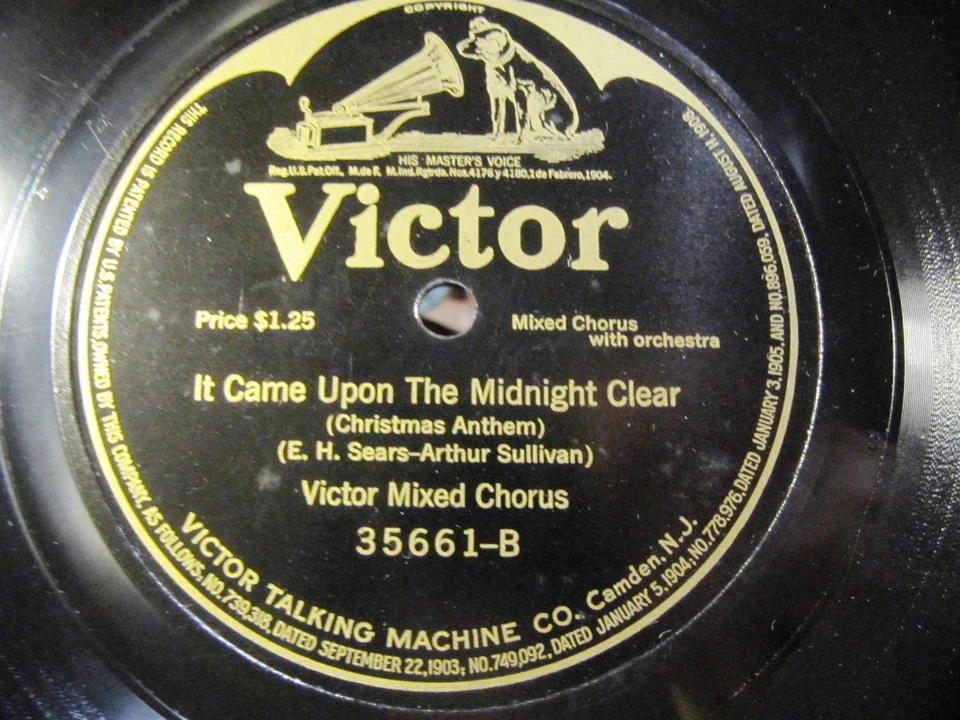 COPYRIGHT
HIS MASTER'S VOICE
Reg.U.S.Pat.Off., M.de F. M.Ind.Rgtrda.Nos.4176 y 4180,1 de Febrero,1904.
Victor
Price $1.25
Mixed Chorus
with orchestra
It Came Upon The Midnight Clear
(Christmas Anthem)
(E. H. Sears–Arthur Sullivan)
Victor Mixed Chorus
35661–B
VICTOR TALKING MACHINE CO. Camden, N.J.
THIS RECORD IS PATENTED BY U.S. PATENTS, OWNED BY THIS COMPANY, AS FOLLOWS, NO.739,318, DATED SEPTEMBER 22,1903; NO.749,092, DATED JANUARY 5,1904; NO.778,976, DATED JANUARY 3,1905, AND NO.896,059, DATED AUGUST 11,1908